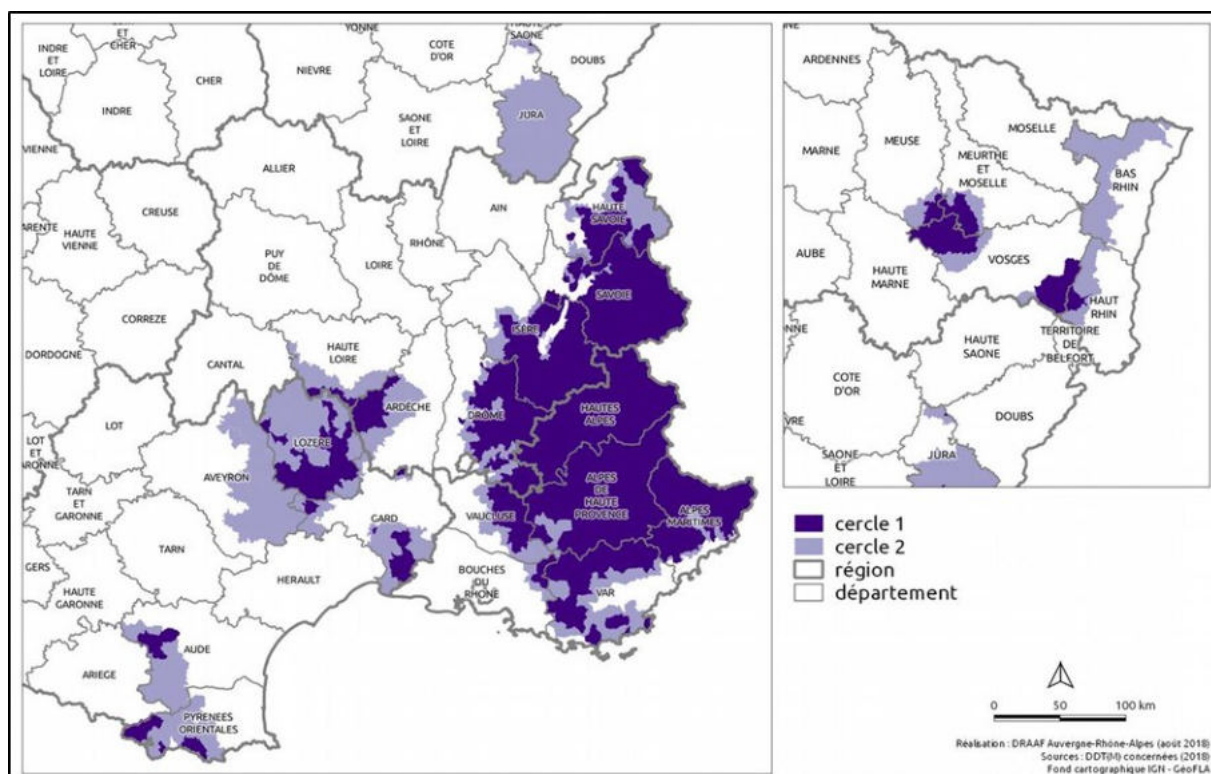 ET
CHER
YONNE
HAUTE
SAONE
INDRE
ET
LOIRE
CHER
NIEVRE
COTE
D'OR
DOUBS
INDRE
SAONE
ET
LOIRE
JURA
VIENNE
ALLIER
CREUSE
AIN
HAUTE
SAVOIE
HAUTE
VIENNE
PUY
DE
DÔME
LOIRE
RHÔNE
SAVOIE
CORREZE
ISÈRE
DORDOGNE
CANTAL
HAUTE
LOIRE
ARDÈCHE
DRÔME
HAUTES
ALPES
LOT
LOZERE
LOT
ET
GARONNE
AVEYRON
ALPES
DE
HAUTE
PROVENCE
ALPES
MARITIMES
TARN
ET
GARONNE
GARD
VAUCLUSE
TARN
GERS
HERAULT
BOUCHES
DU
RHÔNE
VAR
HAUTE
GARONNE
AUDE
ARIEGE
PYRENEES
ORIENTALES
ARDENNES
MOSELLE
MEUSE
MARNE
MEURTHE
ET
MOSELLE
BAS
RHIN
AUBE
VOSGES
HAUTE
MARNE
HAUT
RHIN
HAUTE
SAONE
TERRITOIRE
DE
BELFORT
COTE
D'OR
DOUBS
SAONE
ET
LOIRE
JURA
cercle 1
cercle 2
région
département
0 50 100 km
Réalisation : DRAAF Auvergne-Rhône-Alpes (août 2018)
Sources : DDT(M) concernées (2018)
Fond cartographique IGN - GéoFLA